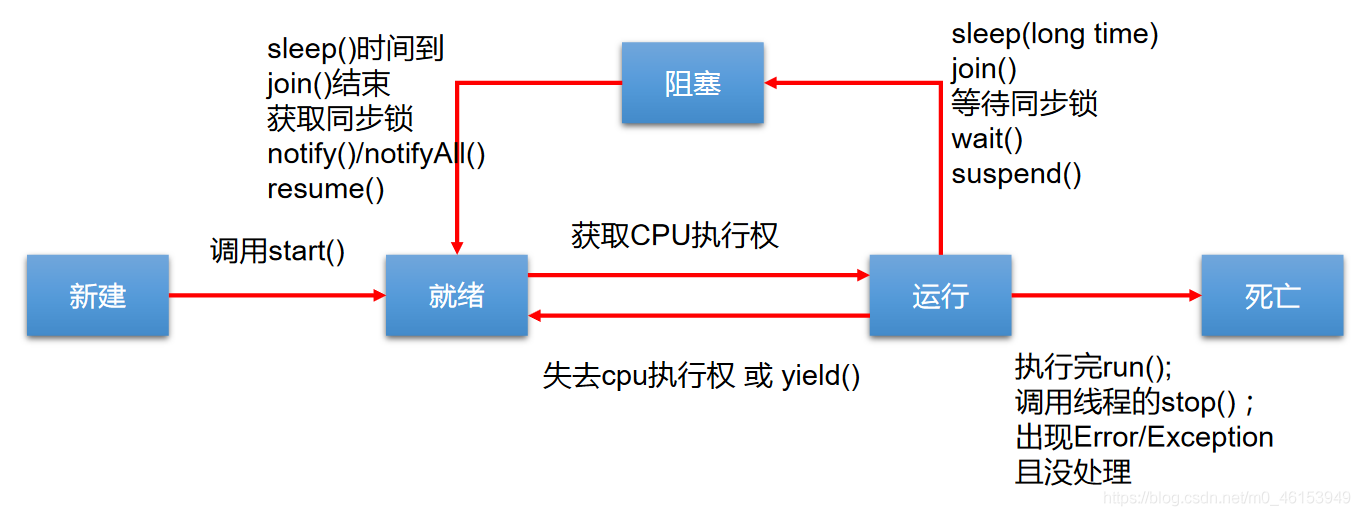 sleep()时间到
join()结束
获取同步锁
notify()/notifyAll()
resume()
阻塞
sleep(long time)
join()
等待同步锁
wait()
suspend()
调用start()
获取CPU执行权
新建
就绪
运行
死亡
失去cpu执行权 或 yield()
执行完run();
调用线程的stop() ;
出现Error/Exception
且没处理
https://blog.csdn.net/m0_46153949